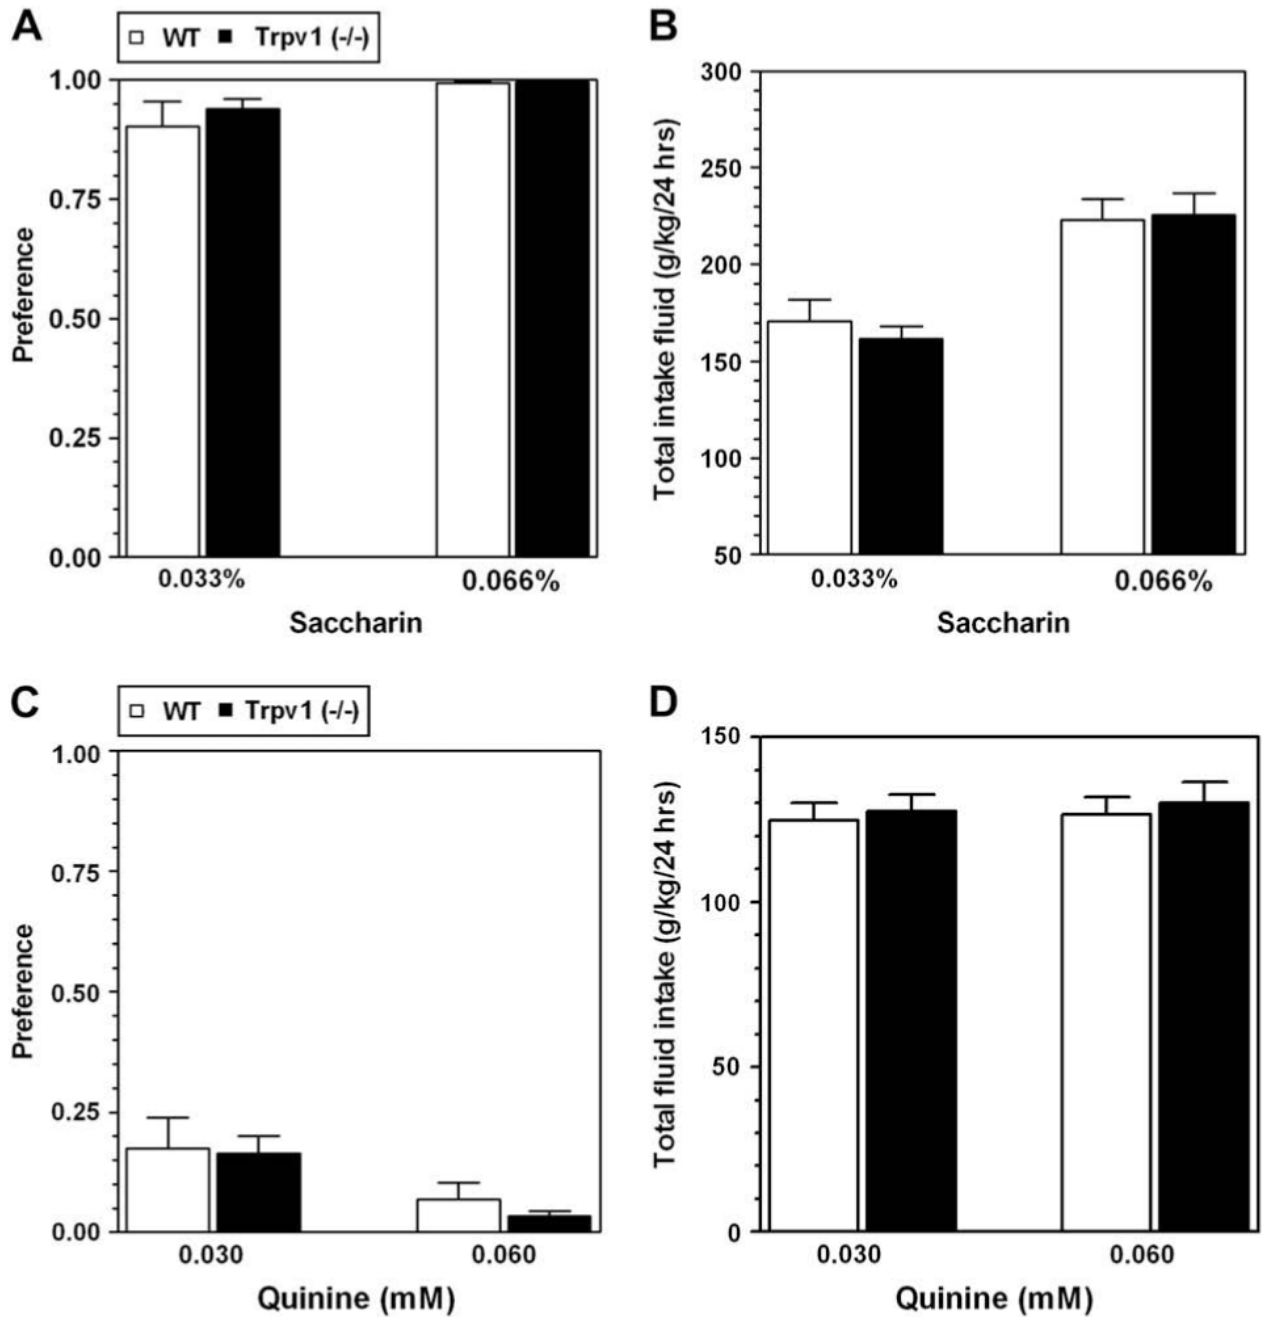 A
WT Trpv1 (-/-)
1.00
0.75
0.50
0.25
0.00
Preference
0.033% 0.066%
Saccharin
B
300
250
200
150
100
50
Total intake fluid (g/kg/24 hrs)
0.033% 0.066%
Saccharin
C
WT Trpv1 (-/-)
1.00
0.75
0.50
0.25
0.00
Preference
0.030 0.060
Quinine (mM)
D
150
100
50
0
Total fluid intake (g/kg/24 hrs)
0.030 0.060
Quinine (mM)